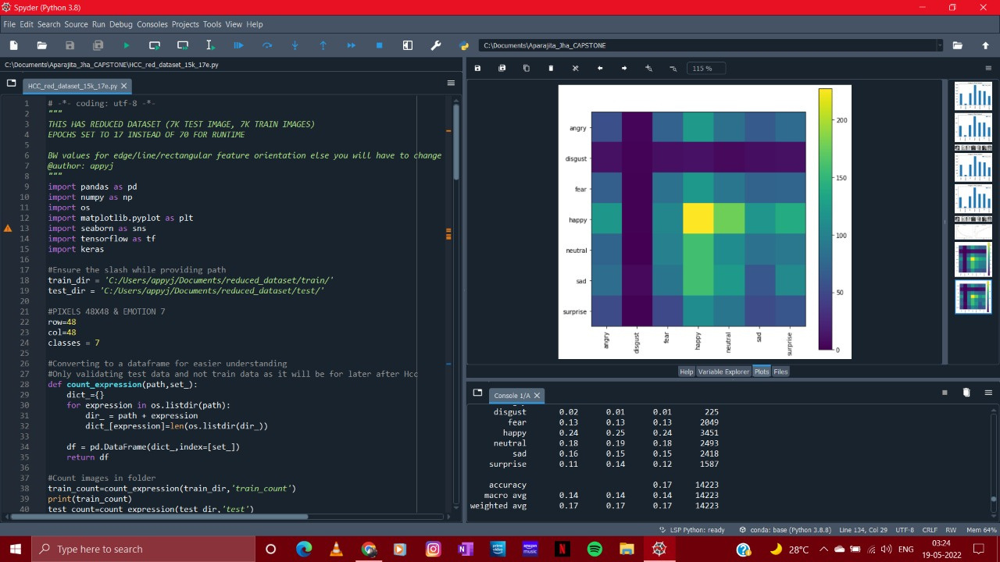 Spyder (Python 3.8)
File Edit Search Source Run Debug Consoles Projects Tools View Help
C:\Documents\Aparajita_Jha_CAPSTONE
C:\Documents\Aparajita_Jha_CAPSTONE\HCC_red_dataset_15k_17e.py
HCC_red_dataset_15k_17e.py
1 # -*- coding: utf-8 -*-
2 """
3 THIS HAS REDUCED DATASET (7K TEST IMAGE, 7K TRAIN IMAGES)
4 EPOCHS SET TO 17 INSTEAD OF 70 FOR RUNTIME
5
6 BW values for edge/line/rectangular feature orientation else you will have to change
7 @author: appyj
8 """
9 import pandas as pd
10 import numpy as np
11 import os
12 import matplotlib.pyplot as plt
13 import seaborn as sns
14 import tensorflow as tf
15 import keras
16
17 #Ensure the slash while providing path
18 train_dir = 'C:/Users/appyj/Documents/reduced_dataset/train/'
19 test_dir = 'C:/Users/appyj/Documents/reduced_dataset/test/'
20
21 #PIXELS 48X48 & EMOTION 7
22 row=48
23 col=48
24 classes = 7
25
26 #Converting to a dataframe for easier understanding
27 #Only validating test data and not train data as it will be for later after Hcc
28 def count_expression(path,set_):
29 dict_={}
30 for expression in os.listdir(path):
31 dir_ = path + expression
32 dict_[expression]=len(os.listdir(dir_))
33
34 df = pd.DataFrame(dict_,index=[set_])
35 return df
36
37 #Count images in folder
38 train_count=count_expression(train_dir,'train_count')
39 print(train_count)
40 test_count=count_expression(test_dir,'test')
115 %
angry
disgust
fear
happy
neutral
sad
surprise
angry disgust fear happy neutral sad surprise
200
150
100
50
0
Help Variable Explorer Plots Files
Console 1/A
disgust 0.02 0.01 0.01 225
fear 0.13 0.13 0.13 2049
happy 0.24 0.25 0.24 3451
neutral 0.18 0.19 0.18 2493
sad 0.16 0.15 0.15 2418
surprise 0.11 0.14 0.12 1587
accuracy 0.17 14223
macro avg 0.14 0.14 0.14 14223
weighted avg 0.17 0.17 0.17 14223
LSP Python: ready conda: base (Python 3.8.8) Line 134, Col 29 UTF-8 CRLF RW Mem 64%
Type here to search
prime video
amazon music
28°C
03:24
19-05-2022